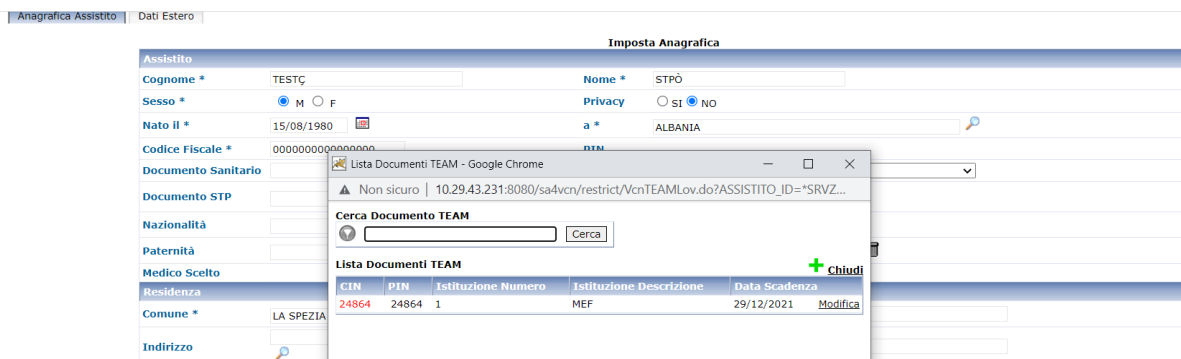 Anagrafica Assistito Dati Estero
Imposta Anagrafica
Assistito
Cognome * TESTÇ Nome * STPÒ
Sesso * M F Privacy SI NO
Nato il * 15/08/1980 a * ALBANIA
Codice Fiscale * 0000000000000000 PIN
Documento Sanitario
Documento STP
Nazionalità
Paternità
Medico Scelto
Residenza
Comune * LA SPEZIA
Indirizzo
Lista Documenti TEAM - Google Chrome
Non sicuro | 10.29.43.231:8080/sa4vcn/restrict/VcnTEAMLov.do?ASSISTITO_ID=*SRVZ...
Cerca Documento TEAM
Cerca
Lista Documenti TEAM Chiudi
CIN PIN Istituzione Numero Istituzione Descrizione Data Scadenza
24864 24864 1 MEF 29/12/2021 Modifica